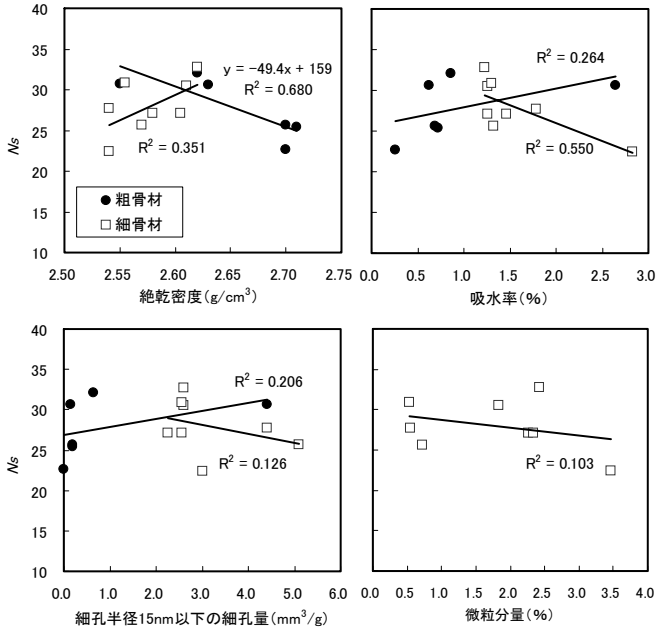 40
35
30
25
20
15
10
Ns
y = −49.4x + 159
R² = 0.680
R² = 0.351
● 粗骨材
□ 細骨材
2.50 2.55 2.60 2.65 2.70 2.75
絶乾密度(g/cm³)
R² = 0.264
R² = 0.550
0.0 0.5 1.0 1.5 2.0 2.5 3.0
吸水率(%)
40
35
30
25
20
15
10
Ns
R² = 0.206
R² = 0.126
0.0 1.0 2.0 3.0 4.0 5.0 6.0
細孔半径15nm以下の細孔量(mm³/g)
R² = 0.103
0.0 0.5 1.0 1.5 2.0 2.5 3.0 3.5 4.0
微粒分量(%)